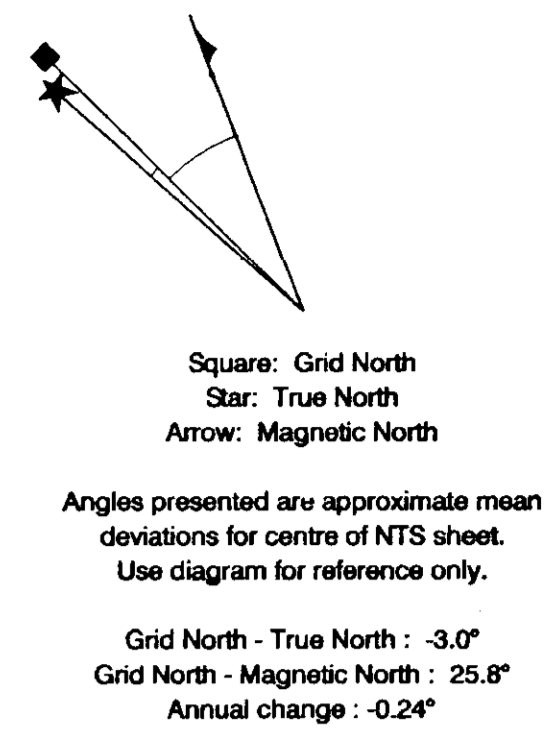 Square: Grid North
Star: True North
Arrow: Magnetic North
Angles presented are approximate mean
deviations for centre of NTS sheet.
Use diagram for reference only.
Grid North - True North : -3.0°
Grid North - Magnetic North : 25.8°
Annual change : -0.24°